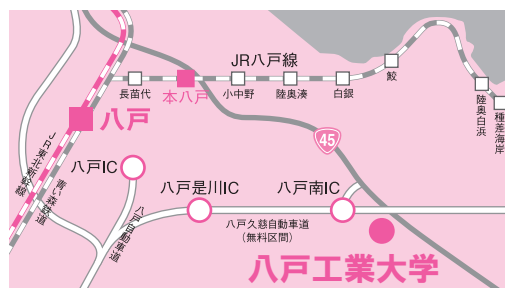 JR八戸線
長苗代
本八戸
小中野
陸奥湊
白銀
鮫
陸奥白浜
種差海岸
八戸
45
JR東北新幹線
青い森鉄道
八戸IC
八戸自動車道
八戸是川IC
八戸南IC
八戸久慈自動車道
(無料区間)
八戸工業大学